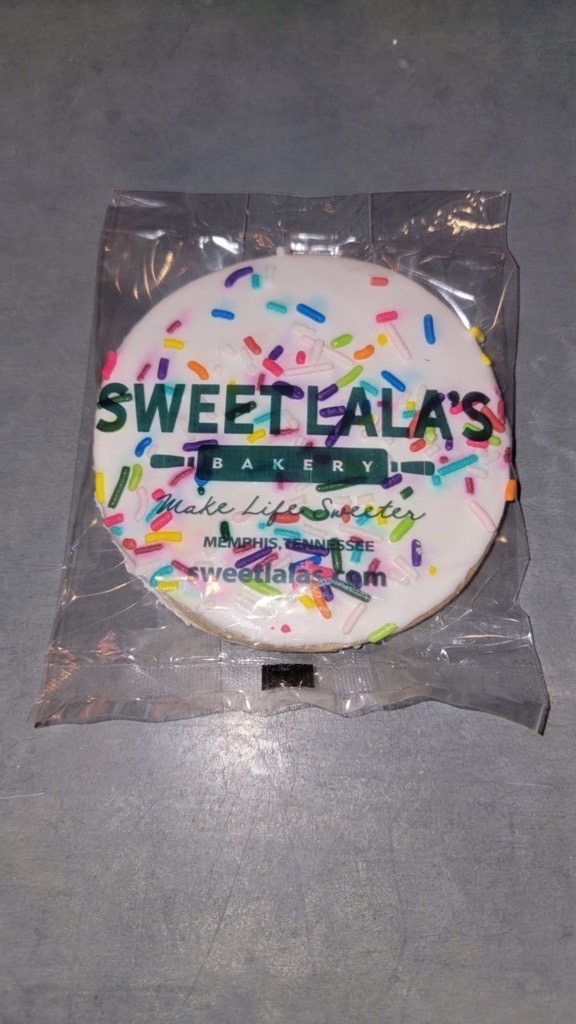 SWEET LALA'S
BAKERY
Make Life Sweeter
MEMPHIS, TENNESSEE
sweetlalas.com